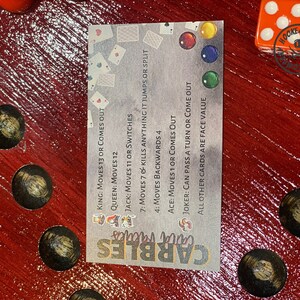 CARBLES
KING: MOVES 13 OR COMES OUT
QUEEN: MOVES 12
JACK: MOVES 11 OR SWITCHES
7: MOVES 7 & KILLS ANYTHING IT JUMPS OR SPLIT
4: MOVES BACKWARDS 4
ACE: MOVES 1 OR COMES OUT
JOKER: CAN PASS A TURN OR COME OUT
ALL OTHER CARDS ARE FACE VALUE